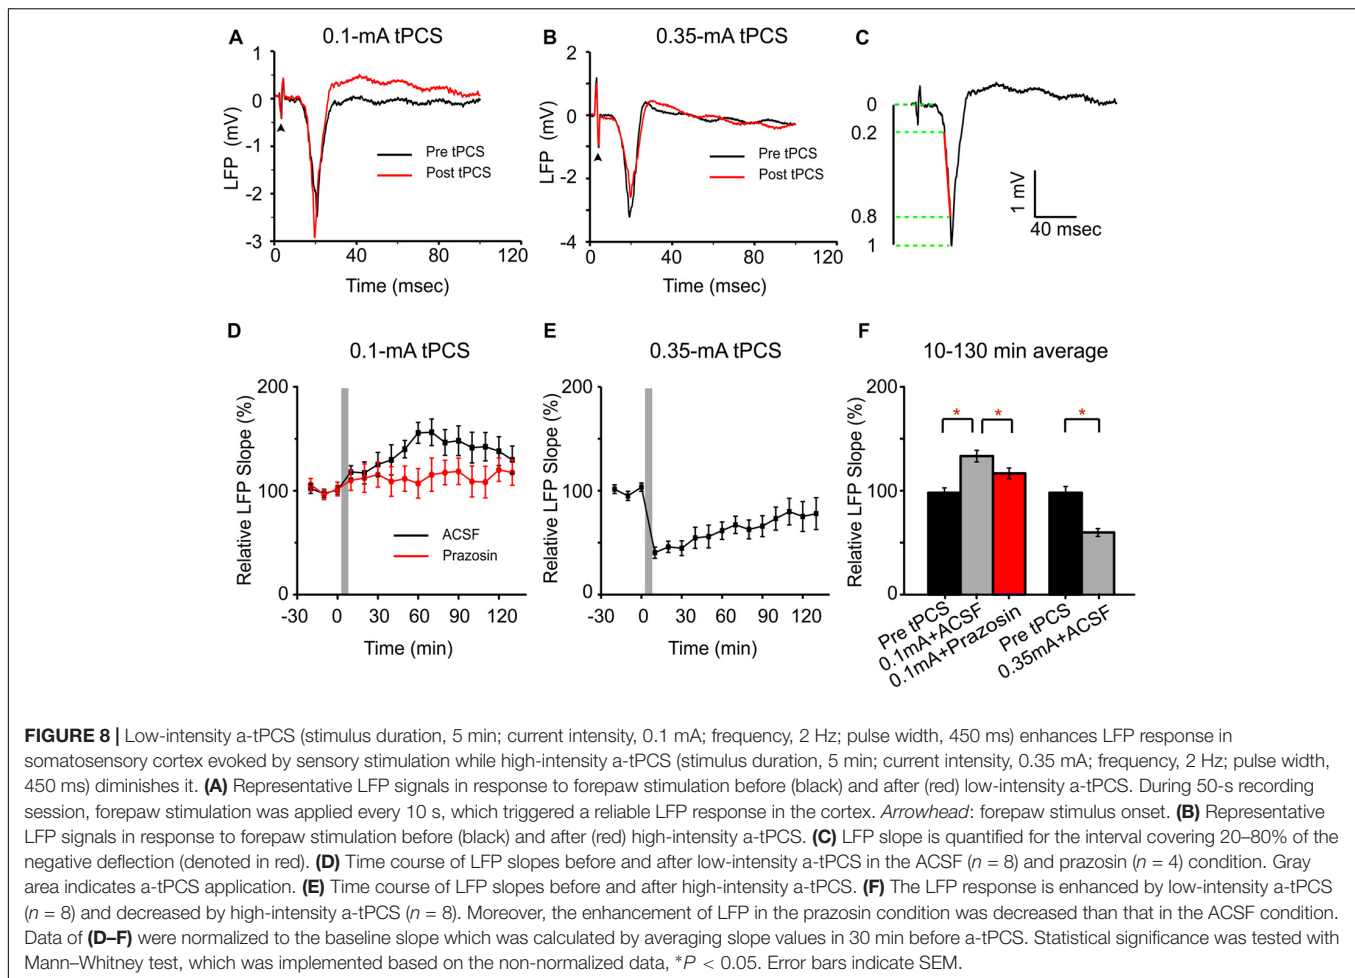 A 0.1-mA tPCS
1
0
-1
-2
-3
LFP (mV)
Pre tPCS
Post tPCS
0 40 80 120
Time (msec)
B 0.35-mA tPCS
2
0
-2
-4
LFP (mV)
Pre tPCS
Post tPCS
0 40 80 120
Time (msec)
C
0
0.2
0.8
1
1 mV
40 msec
D 0.1-mA tPCS
200
100
0
Relative LFP Slope (%)
ACSF
Prazosin
-30 0 30 60 90 120
Time (min)
E 0.35-mA tPCS
200
100
0
Relative LFP Slope (%)
-30 0 30 60 90 120
Time (min)
F 10-130 min average
200
100
0
Relative LFP Slope (%)
* * *
Pre tPCS
0.1mA+ACSF
0.1mA+Prazosin
Pre tPCS
0.35mA+ACSF
FIGURE 8 | Low-intensity a-tPCS (stimulus duration, 5 min; current intensity, 0.1 mA; frequency, 2 Hz; pulse width, 450 ms) enhances LFP response in
somatosensory cortex evoked by sensory stimulation while high-intensity a-tPCS (stimulus duration, 5 min; current intensity, 0.35 mA; frequency, 2 Hz; pulse width,
450 ms) diminishes it. (A) Representative LFP signals in response to forepaw stimulation before (black) and after (red) low-intensity a-tPCS. During 50-s recording
session, forepaw stimulation was applied every 10 s, which triggered a reliable LFP response in the cortex. Arrowhead: forepaw stimulus onset. (B) Representative
LFP signals in response to forepaw stimulation before (black) and after (red) high-intensity a-tPCS. (C) LFP slope is quantified for the interval covering 20–80% of the
negative deflection (denoted in red). (D) Time course of LFP slopes before and after low-intensity a-tPCS in the ACSF (n = 8) and prazosin (n = 4) condition. Gray
area indicates a-tPCS application. (E) Time course of LFP slopes before and after high-intensity a-tPCS. (F) The LFP response is enhanced by low-intensity a-tPCS
(n = 8) and decreased by high-intensity a-tPCS (n = 8). Moreover, the enhancement of LFP in the prazosin condition was decreased than that in the ACSF condition.
Data of (D–F) were normalized to the baseline slope which was calculated by averaging slope values in 30 min before a-tPCS. Statistical significance was tested with
Mann–Whitney test, which was implemented based on the non-normalized data, *P < 0.05. Error bars indicate SEM.